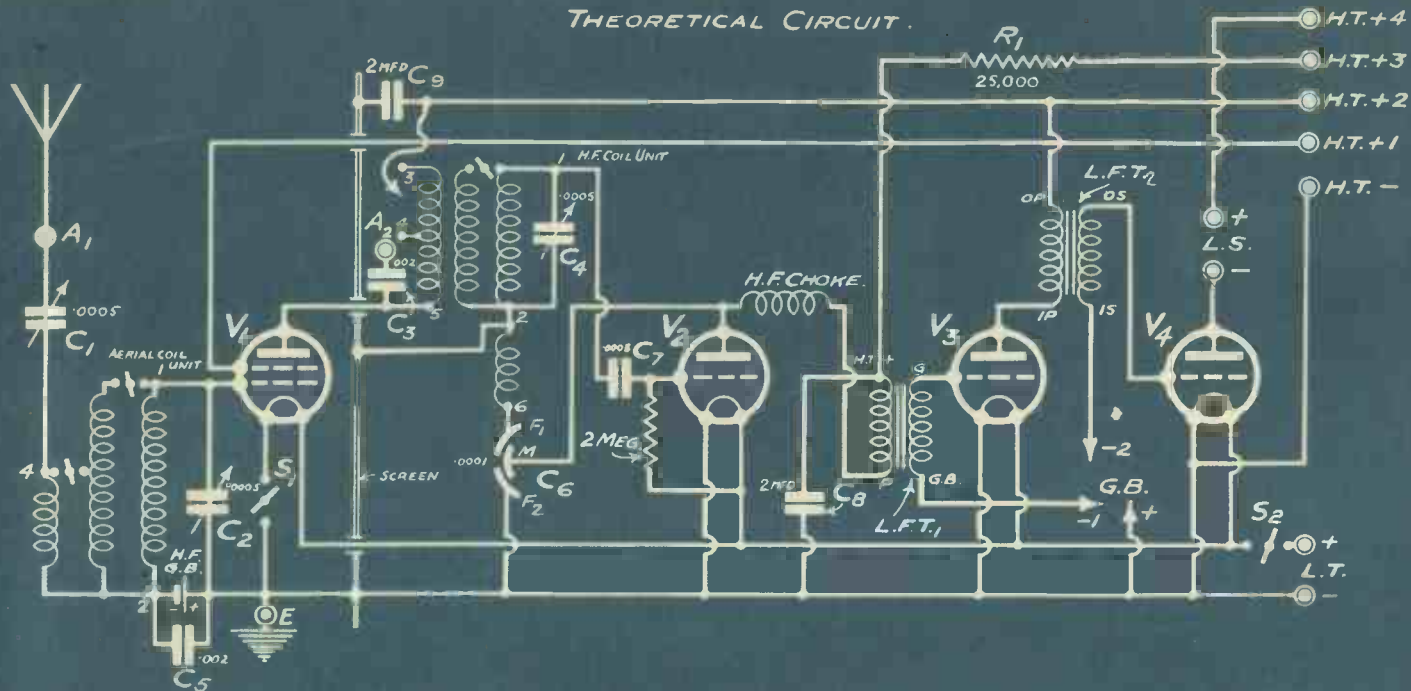 THEORETICAL CIRCUIT.
H.T.+4
R1
H.T.+3
25,000
2MFD C9
H.T.+2
H.T.+1
H.F. COIL UNIT
1
3
H.T.-
L.F.T.2
OP
OS
.0005
A1
A2
4
+
L.S.
-
C4
.002
H.F. CHOKE.
.0005
C1
V1
C3
5
2
IP
IS
V2
V3
V4
AERIAL COIL UNIT
1
.0005
C7
H.T.+
G
6
F1
-2
4
.0001
M
C6
2 MEG
S1
SCREEN
.0005
F2
P
G.B.
G.B.
C2
2 MFD
C8
-1
+
L.F.T.1
S2
+
H.F.
G.B.
L.T.
2
- +
E
-
.002
C5